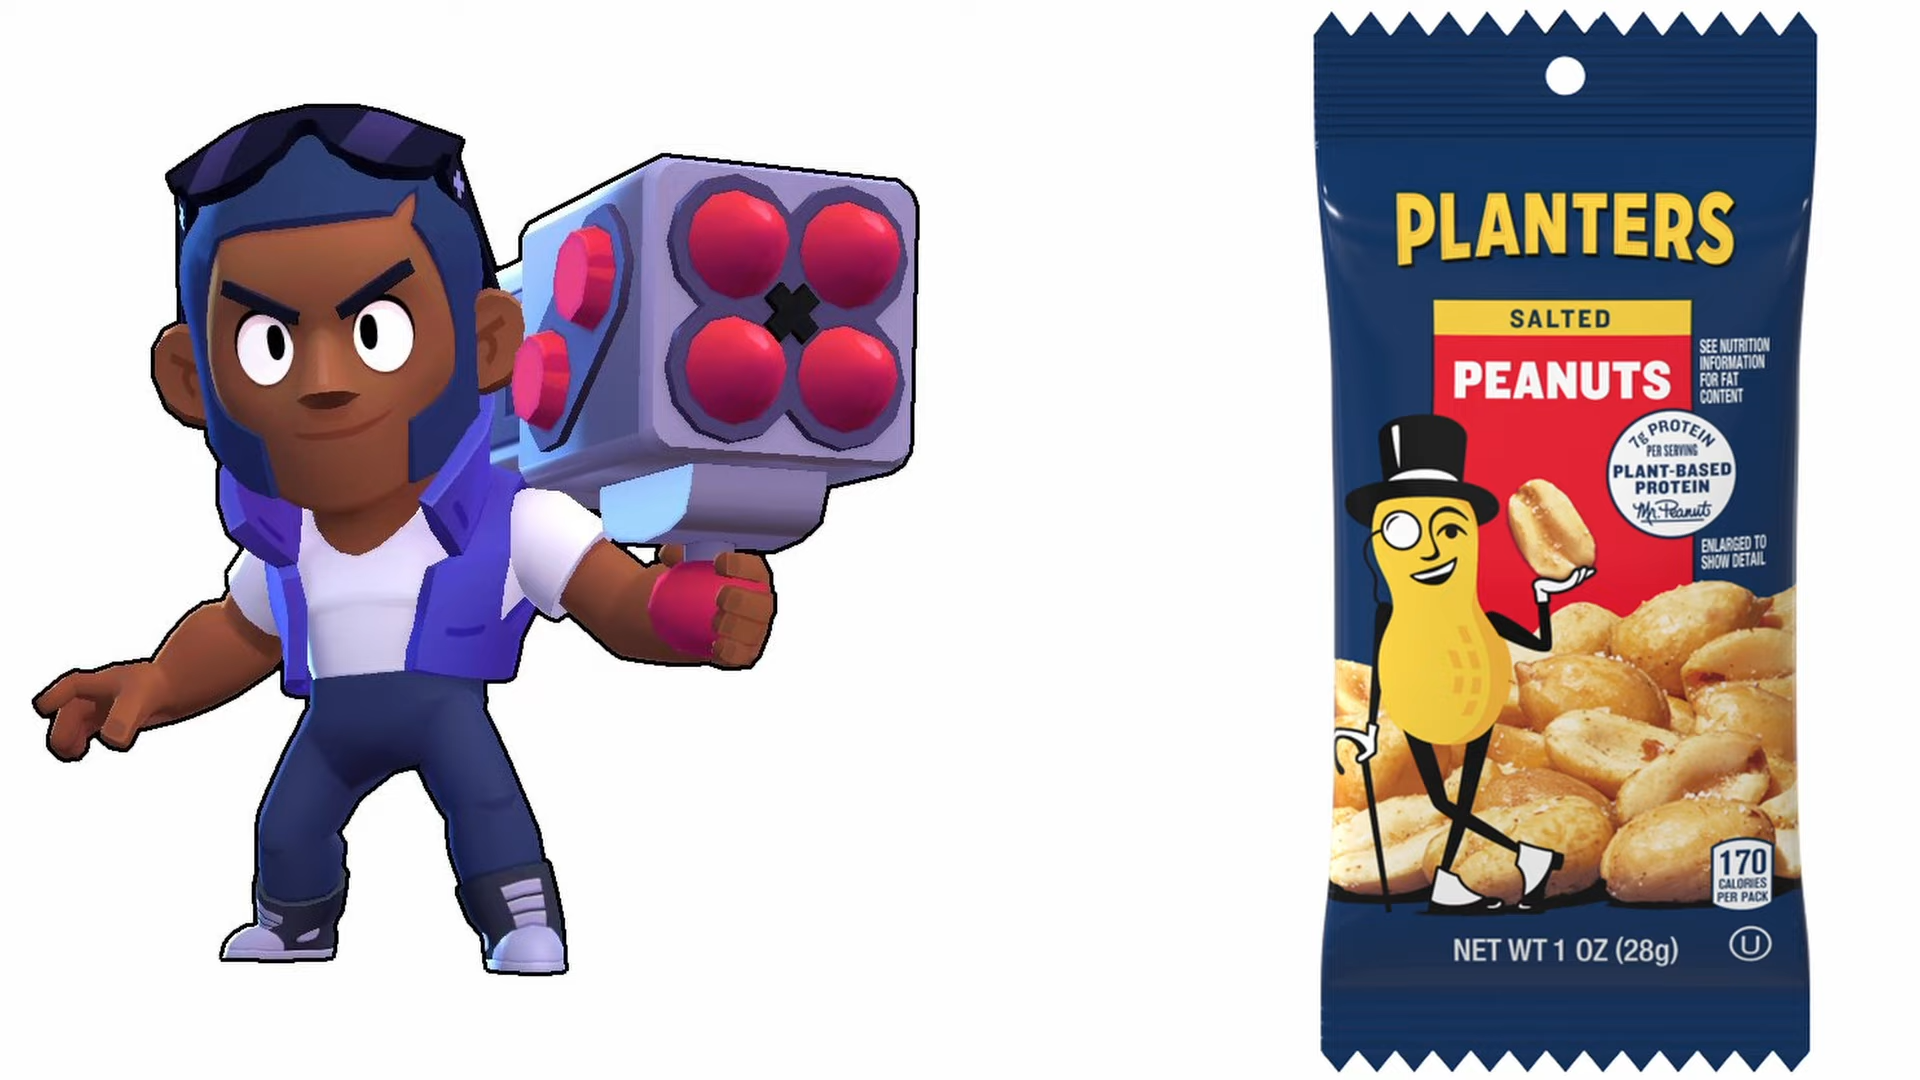 PLANTERS
SALTED
PEANUTS
SEE NUTRITION
INFORMATION
FOR FAT
CONTENT
7g PROTEIN
PER SERVING
PLANT-BASED
PROTEIN
Mr. Peanut
ENLARGED TO
SHOW DETAIL
170
CALORIES
PER PACK
NET WT 1 OZ (28g)
U